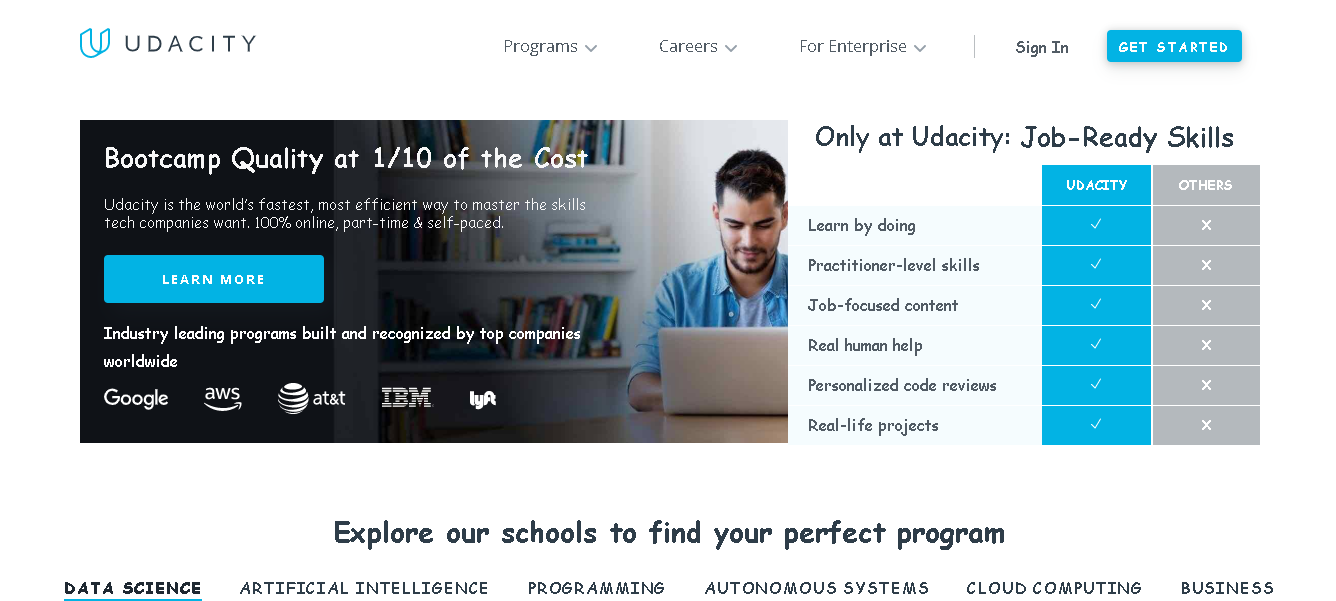 UDACITY
Programs
Careers
For Enterprise
Sign In
GET STARTED
Bootcamp Quality at 1/10 of the Cost
Udacity is the world's fastest, most efficient way to master the skills
tech companies want. 100% online, part-time & self-paced.
LEARN MORE
Industry leading programs built and recognized by top companies
worldwide
Google aws at&t IBM lyft
Only at Udacity: Job-Ready Skills
UDACITY OTHERS
Learn by doing ✓ X
Practitioner-level skills ✓ X
Job-focused content ✓ X
Real human help ✓ X
Personalized code reviews ✓ X
Real-life projects ✓ X
Explore our schools to find your perfect program
DATA SCIENCE ARTIFICIAL INTELLIGENCE PROGRAMMING AUTONOMOUS SYSTEMS CLOUD COMPUTING BUSINESS